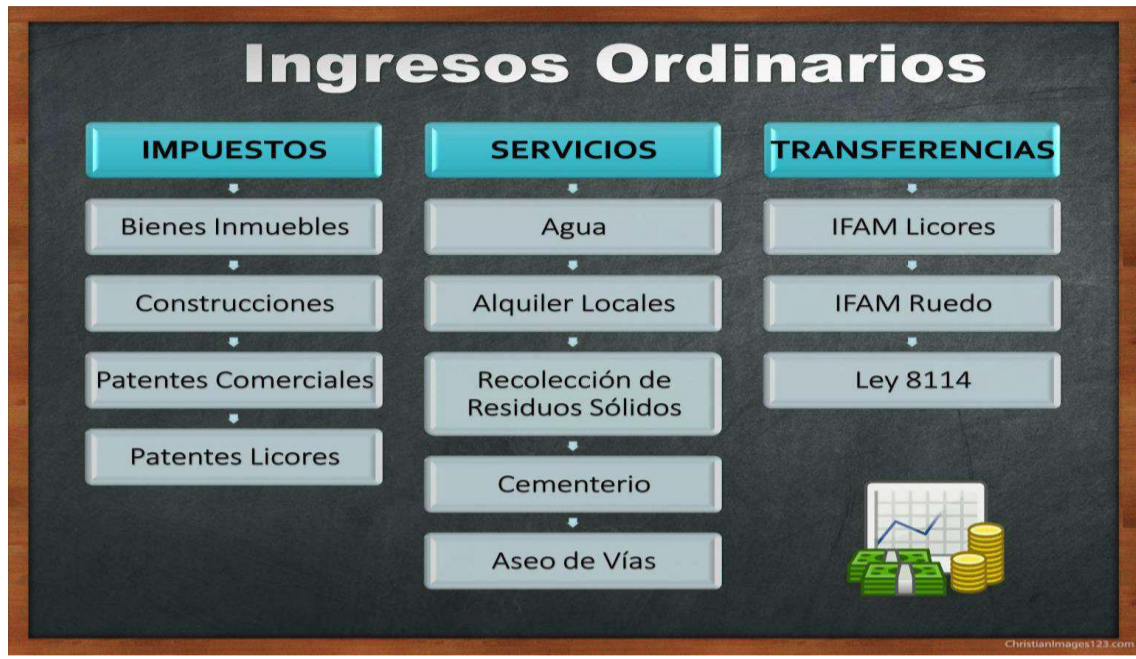 Ingresos Ordinarios
IMPUESTOS
Bienes Inmuebles
Construcciones
Patentes Comerciales
Patentes Licores
SERVICIOS
Agua
Alquiler Locales
Recolección de
Residuos Sólidos
Cementerio
Aseo de Vías
TRANSFERENCIAS
IFAM Licores
IFAM Ruedo
Ley 8114
ChristianImages123.com